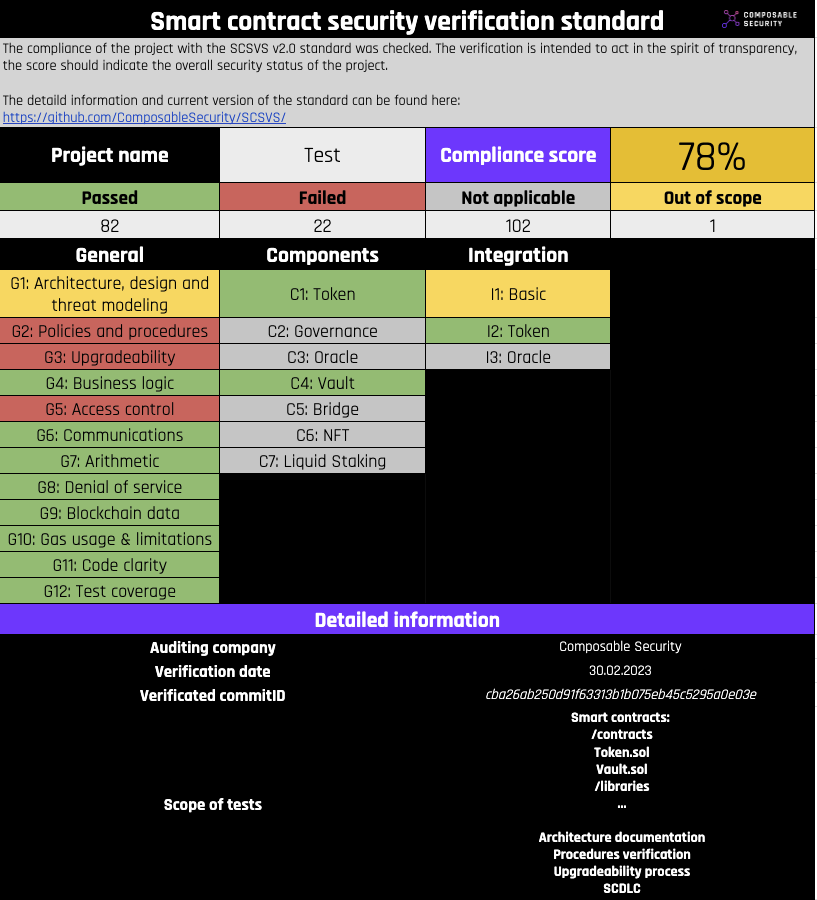 Smart contract security verification standard
COMPOSABLE
SECURITY
The compliance of the project with the SCSVS v2.0 standard was checked. The verification is intended to act in the spirit of transparency,
the score should indicate the overall security status of the project.
The detaild information and current version of the standard can be found here:
https://github.com/ComposableSecurity/SCSVS/
Project name Test Compliance score 78%
Passed Failed Not applicable Out of scope
82 22 102 1
General Components Integration
G1: Architecture, design and
threat modeling
C1: Token I1: Basic
G2: Policies and procedures C2: Governance I2: Token
G3: Upgradeability C3: Oracle I3: Oracle
G4: Business logic C4: Vault
G5: Access control C5: Bridge
G6: Communications C6: NFT
G7: Arithmetic C7: Liquid Staking
G8: Denial of service
G9: Blockchain data
G10: Gas usage & limitations
G11: Code clarity
G12: Test coverage
Detailed information
Auditing company Composable Security
Verification date 30.02.2023
Verificated commitID cba26ab250d91f63313b1b075eb45c5295a0e03e
Scope of tests
Smart contracts:
/contracts
Token.sol
Vault.sol
/libraries
...
Architecture documentation
Procedures verification
Upgradeability process
SCDLC